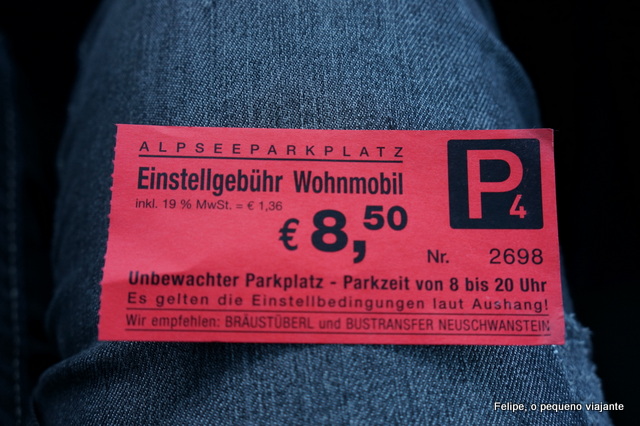 ALPSEEPARKPLATZ
Einstellgebühr Wohnmobil
inkl. 19 % MwSt. = € 1,36
€ 8,50
P4
Nr. 2698
Unbewachter Parkplatz - Parkzeit von 8 bis 20 Uhr
Es gelten die Einstellbedingungen laut Aushang!
Wir empfehlen: BRÄUSTÜBERL und BUSTRANSFER NEUSCHWANSTEIN
Felipe, o pequeno viajante